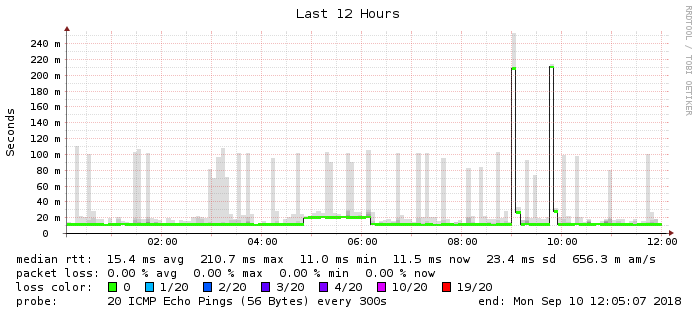 Last 12 Hours
RRDTOOL / TOBI OETIKER
Seconds
240 m
220 m
200 m
180 m
160 m
140 m
120 m
100 m
80 m
60 m
40 m
20 m
0
02:00 04:00 06:00 08:00 10:00 12:00
median rtt: 15.4 ms avg 210.7 ms max 11.0 ms min 11.5 ms now 23.4 ms sd 656.3 m am/s
packet loss: 0.00 % avg 0.00 % max 0.00 % min 0.00 % now
loss color: 0 1/20 2/20 3/20 4/20 10/20 19/20
probe: 20 ICMP Echo Pings (56 Bytes) every 300s end: Mon Sep 10 12:05:07 2018